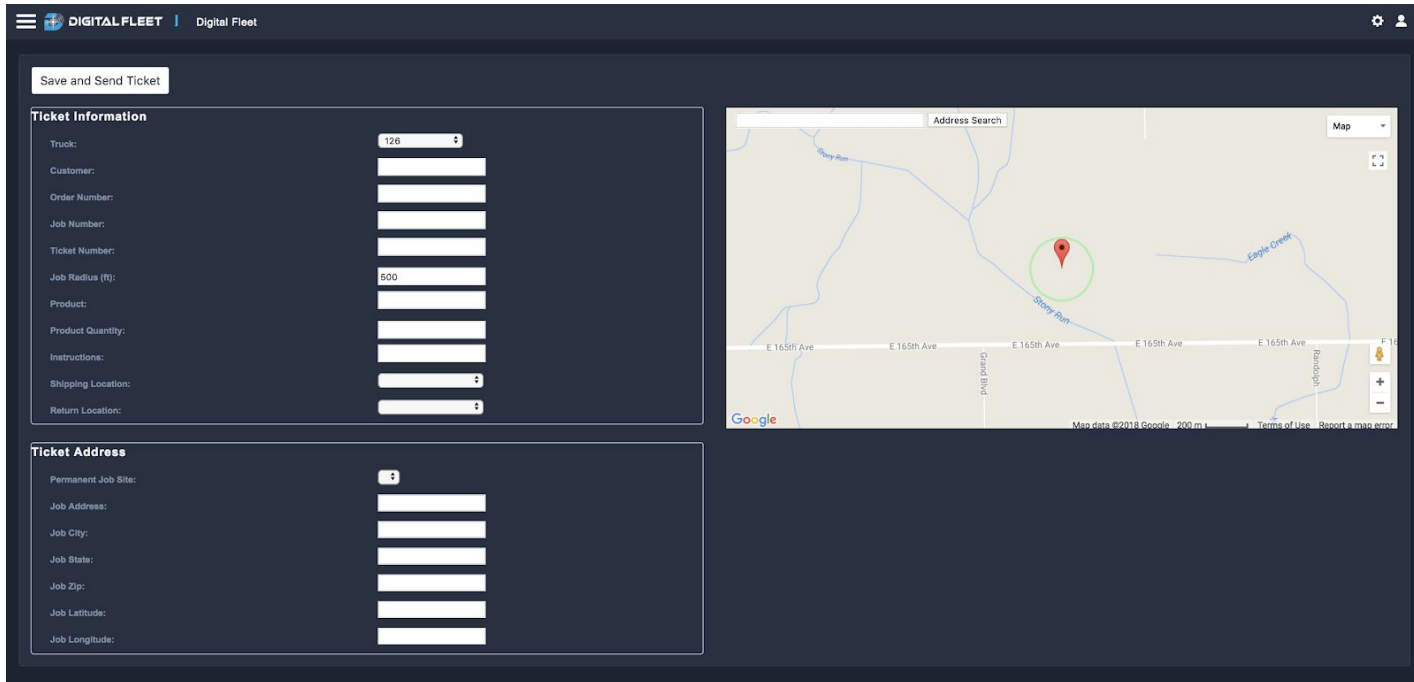 DIGITAL FLEET | Digital Fleet
Save and Send Ticket
Ticket Information
Truck: 126
Customer:
Order Number:
Job Number:
Ticket Number:
Job Radius (ft): 500
Product:
Product Quantity:
Instructions:
Shipping Location:
Return Location:
Ticket Address
Permanent Job Site:
Job Address:
Job City:
Job State:
Job Zip:
Job Latitude:
Job Longitude:
Address Search
Map
Stony Run
Eagle Creek
Stony Run
E 165th Ave E 165th Ave E 165th Ave E 165th Ave E 165th Ave E 16
Grand Blvd
Randolph
+
−
Google
Map data ©2018 Google 200 m Terms of Use Report a map error